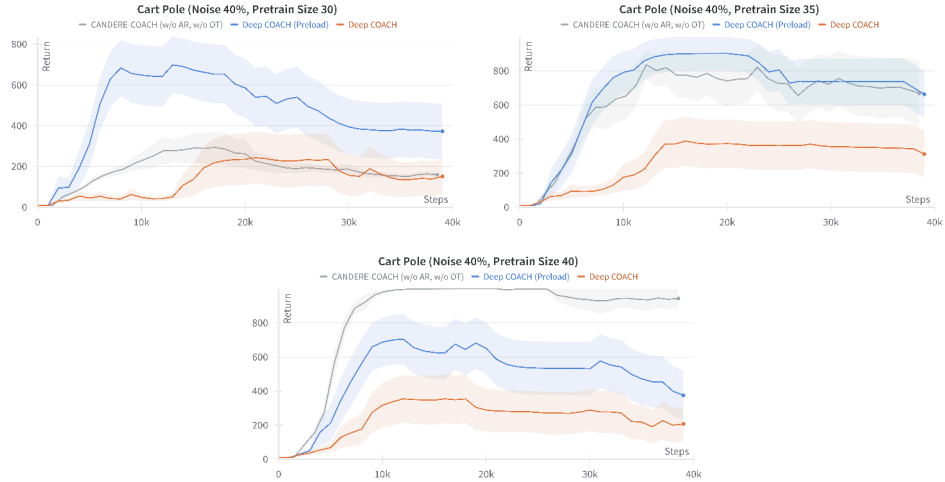 Cart Pole (Noise 40%, Pretrain Size 30)
CANDERE COACH (w/o AR, w/o OT) Deep COACH (Preload) Deep COACH
Return
800
600
400
200
0
Steps
10k 20k 30k 40k
0
Cart Pole (Noise 40%, Pretrain Size 35)
CANDERE COACH (w/o AR, w/o OT) Deep COACH (Preload) Deep COACH
Return
800
600
400
200
0
Steps
0 10k 20k 30k 40k
Cart Pole (Noise 40%, Pretrain Size 40)
CANDERE COACH (w/o AR, w/o OT) Deep COACH (Preload) Deep COACH
Return
800
600
400
200
0
Steps
0 10k 20k 30k 40k